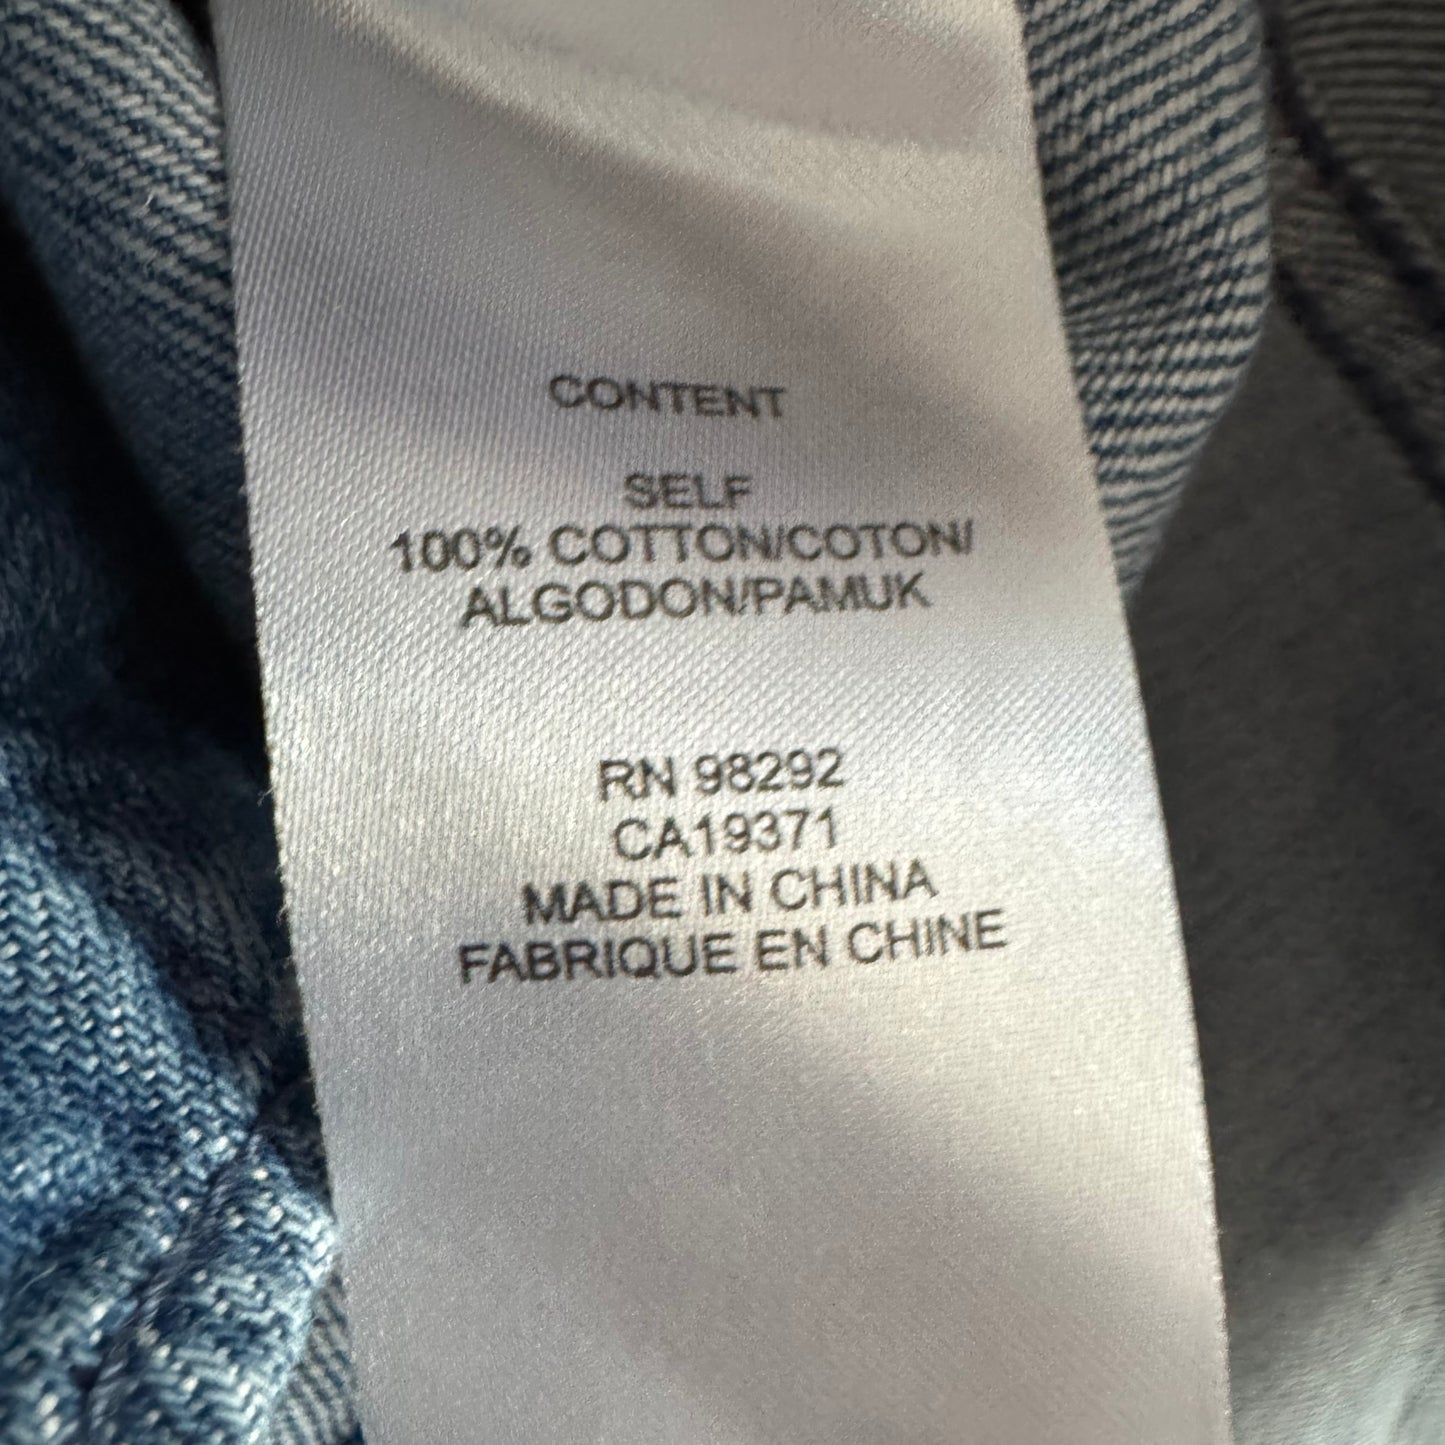 CONTENT
SELF
100% COTTON/COTON/
ALGODON/PAMUK
RN 98292
CA19371
MADE IN CHINA
FABRIQUE EN CHINE